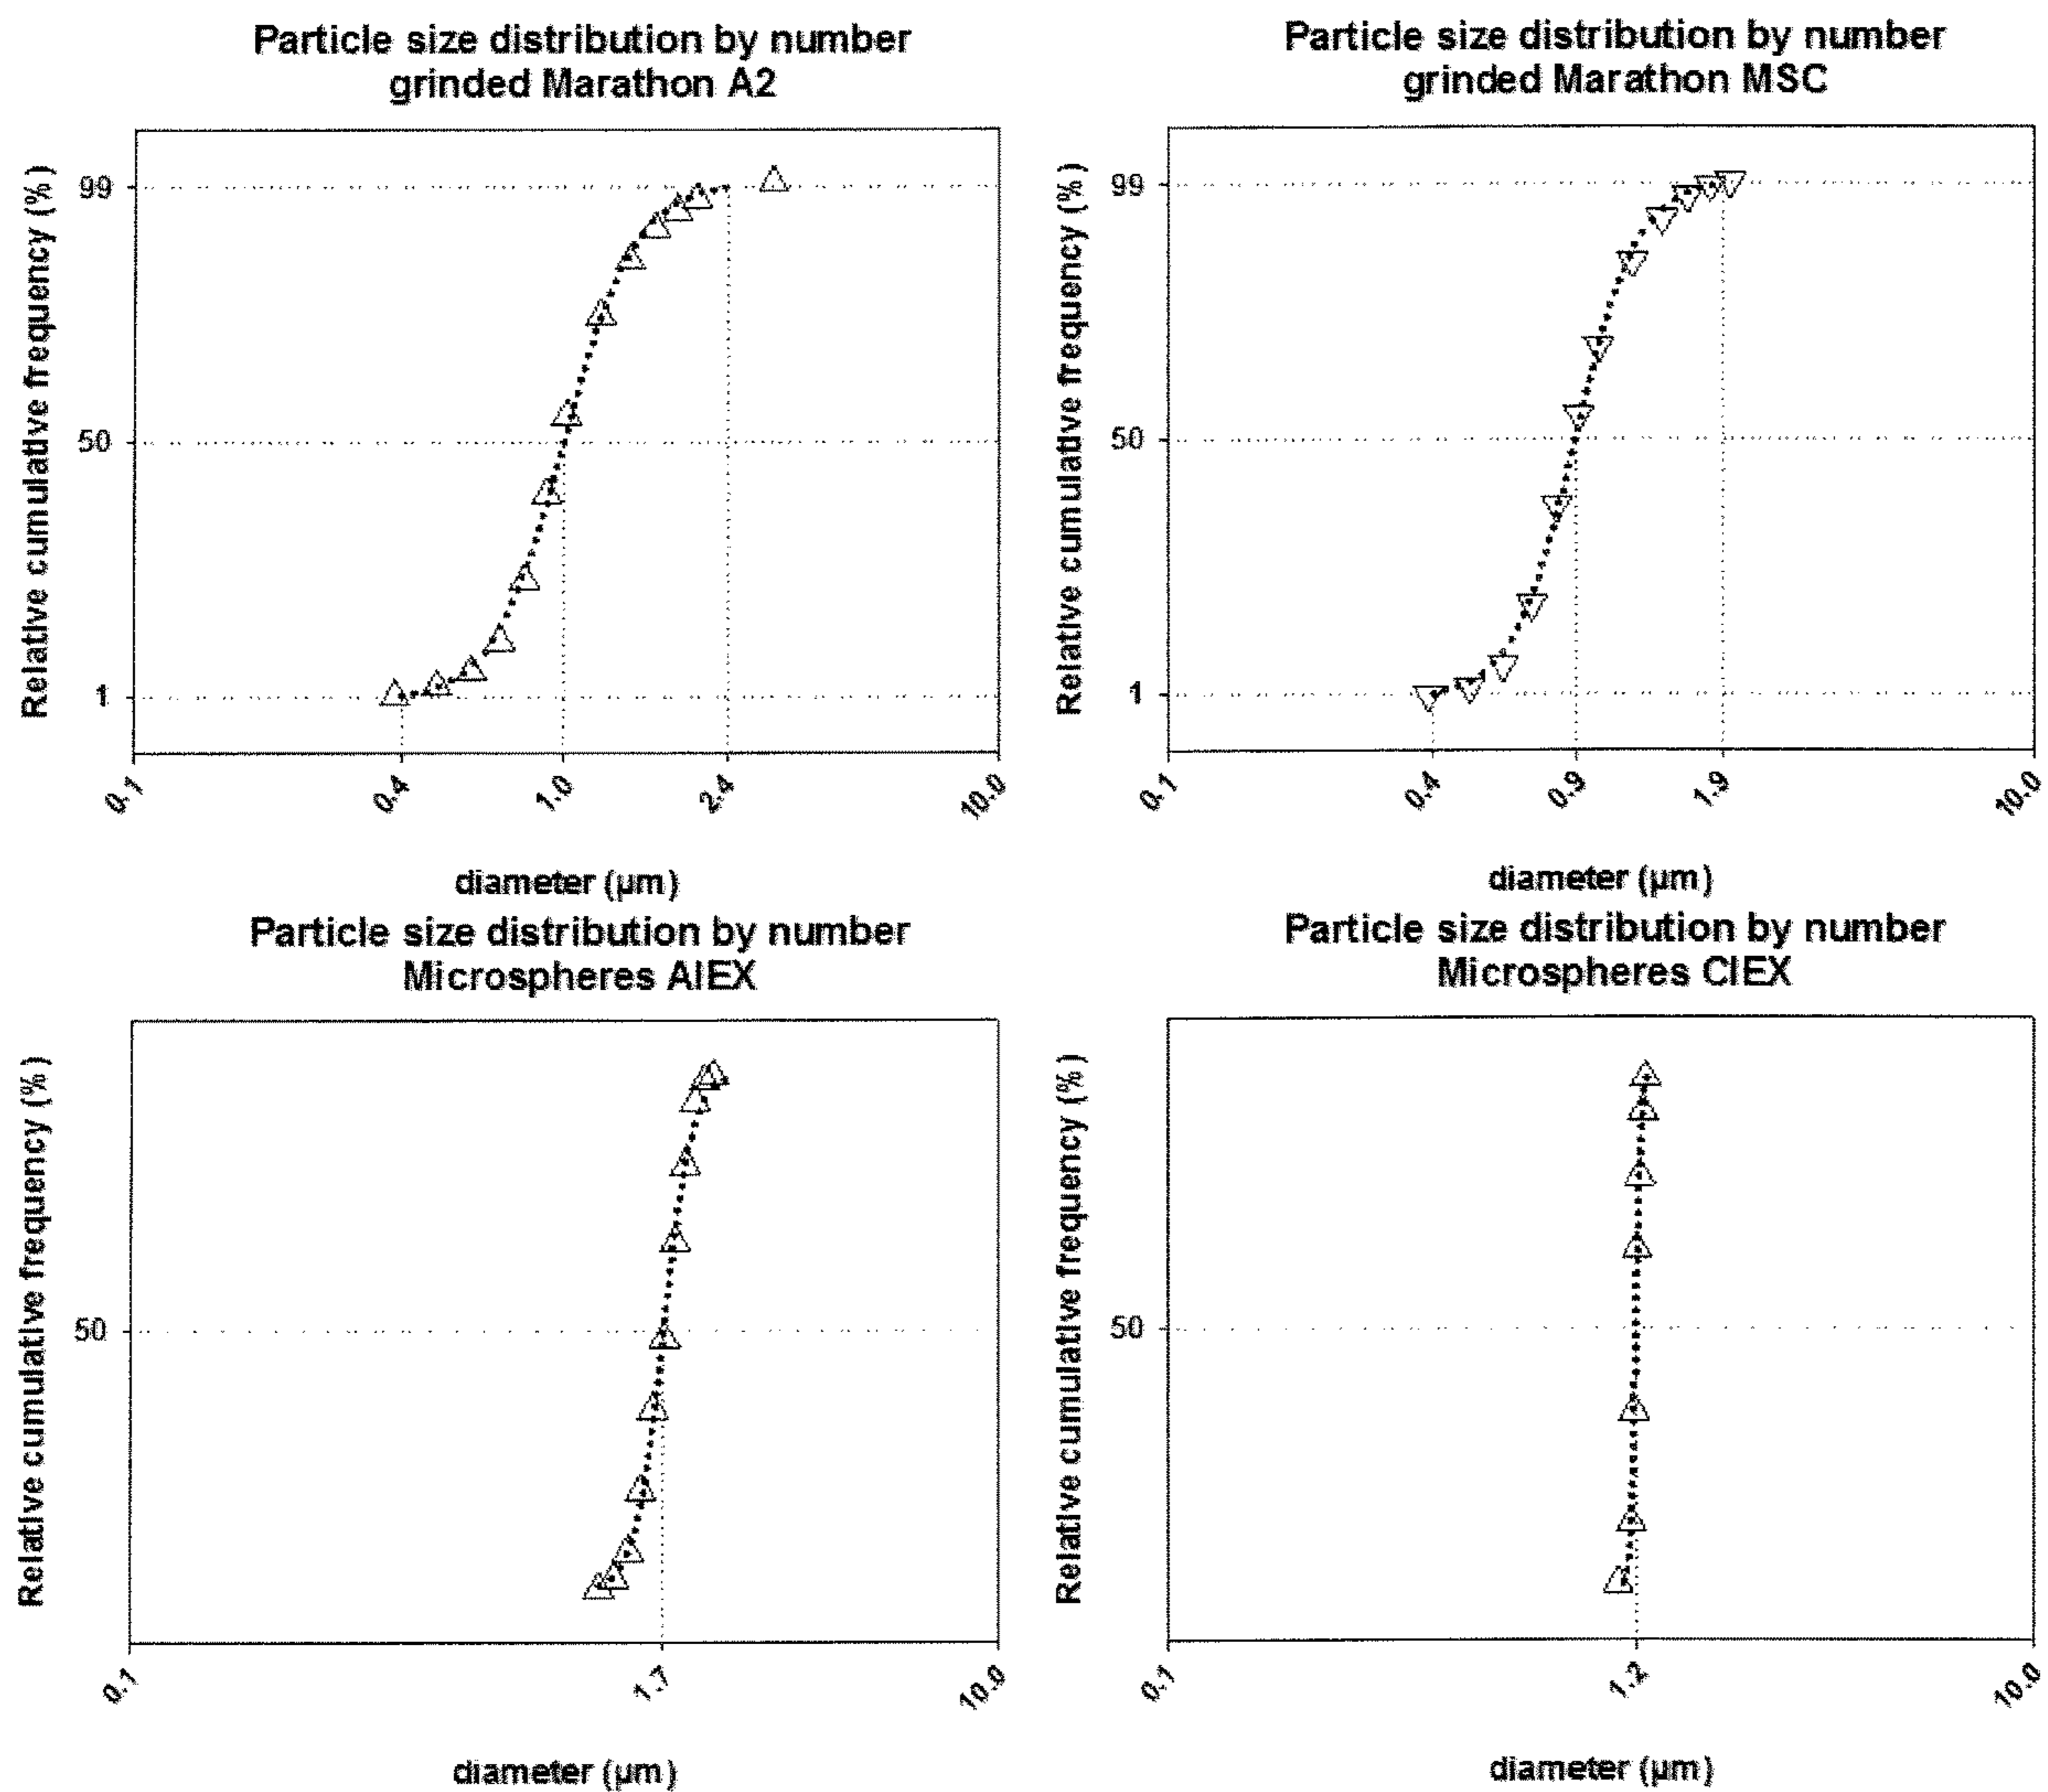 Particle size distribution by number
grinded Marathon A2
Relative cumulative frequency (%)
99
50
1
0.1
0.4
1.0
2.4
10.0
diameter (µm)
Particle size distribution by number
grinded Marathon MSC
Relative cumulative frequency (%)
99
50
1
0.1
0.4
0.9
1.9
10.0
diameter (µm)
Particle size distribution by number
Microspheres AIEX
Relative cumulative frequency (%)
50
0.1
1.7
10.0
diameter (µm)
Particle size distribution by number
Microspheres CIEX
Relative cumulative frequency (%)
50
0.1
1.2
10.0
diameter (µm)